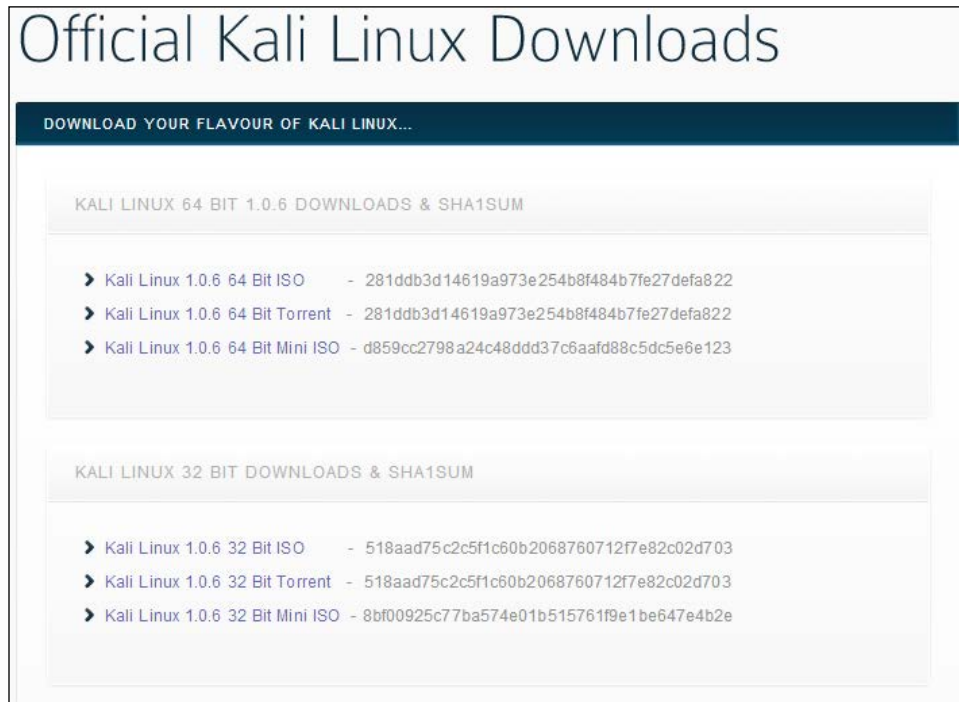 Official Kali Linux Downloads
DOWNLOAD YOUR FLAVOUR OF KALI LINUX...
KALI LINUX 64 BIT 1.0.6 DOWNLOADS & SHA1SUM
Kali Linux 1.0.6 64 Bit ISO - 281ddb3d14619a973e254b8f484b7fe27defa822
Kali Linux 1.0.6 64 Bit Torrent - 281ddb3d14619a973e254b8f484b7fe27defa822
Kali Linux 1.0.6 64 Bit Mini ISO - d859cc2798a24c48ddd37c6aafd88c5dc5e6e123
KALI LINUX 32 BIT DOWNLOADS & SHA1SUM
Kali Linux 1.0.6 32 Bit ISO - 518aad75c2c5f1c60b2068760712f7e82c02d703
Kali Linux 1.0.6 32 Bit Torrent - 518aad75c2c5f1c60b2068760712f7e82c02d703
Kali Linux 1.0.6 32 Bit Mini ISO - 8bf00925c77ba574e01b515761f9e1be647e4b2e